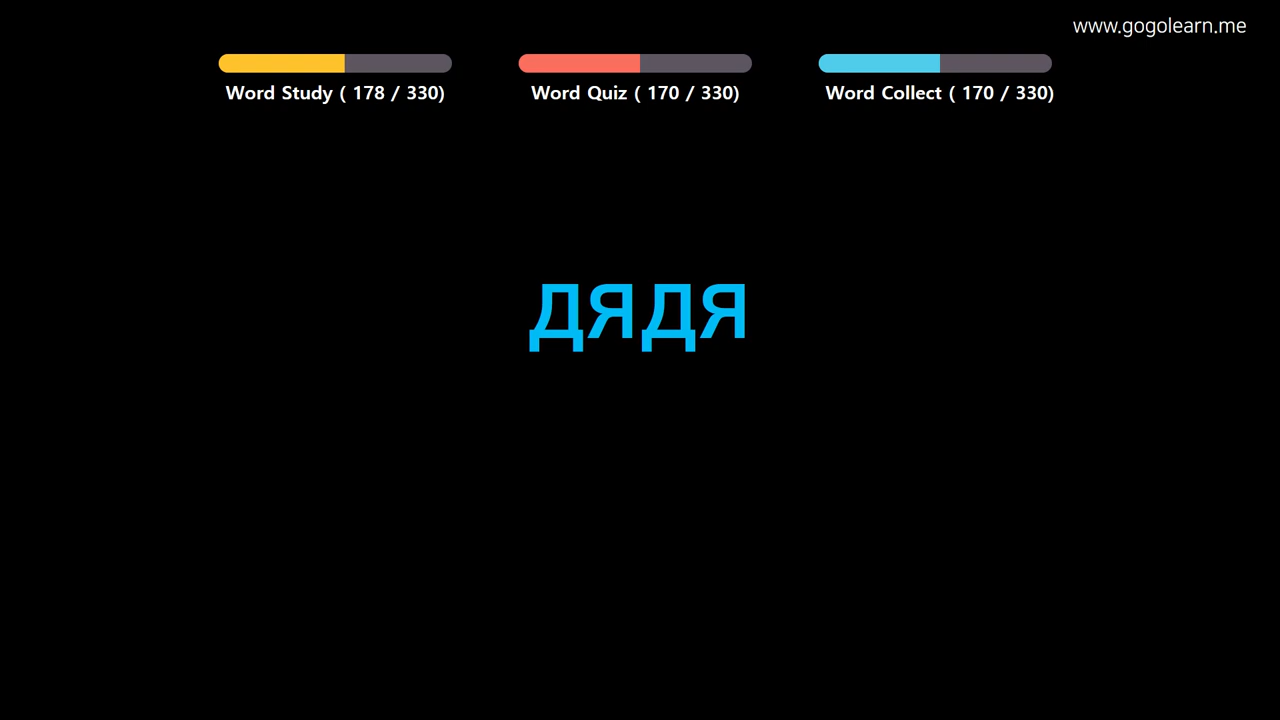 www.gogolearn.me
Word Study ( 178 / 330)
Word Quiz ( 170 / 330)
Word Collect ( 170 / 330)
дядя